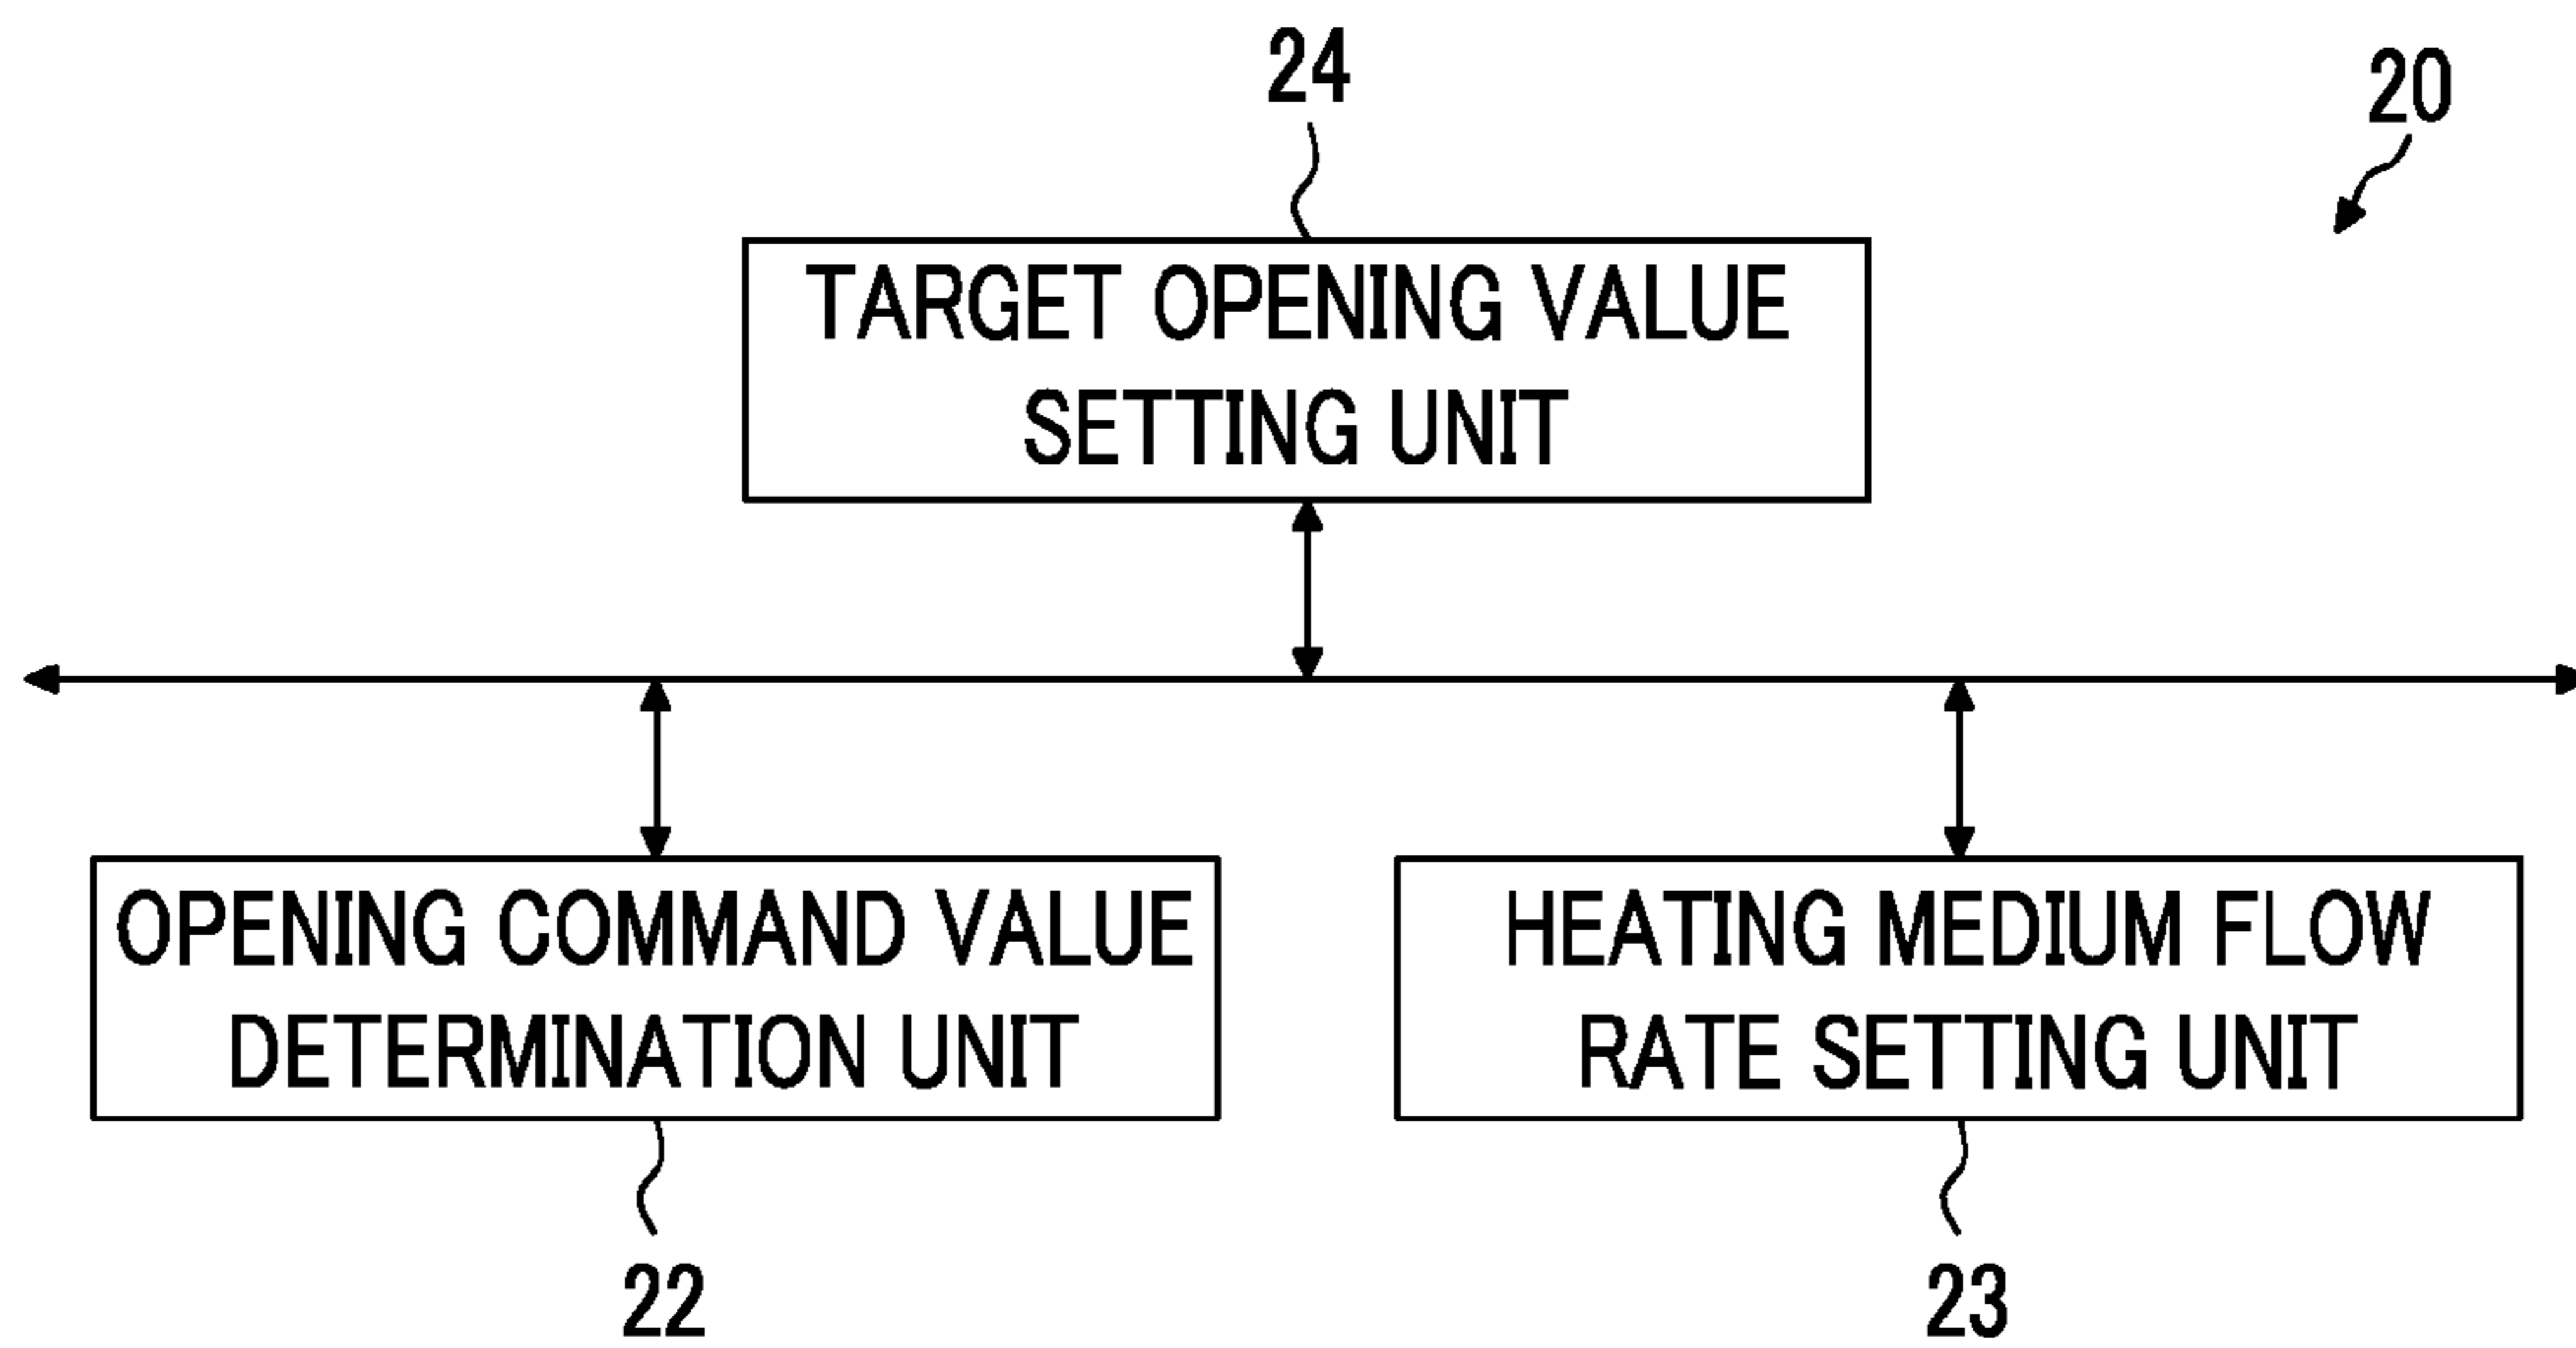 24
20
TARGET OPENING VALUE
SETTING UNIT
OPENING COMMAND VALUE
DETERMINATION UNIT
HEATING MEDIUM FLOW
RATE SETTING UNIT
22
23